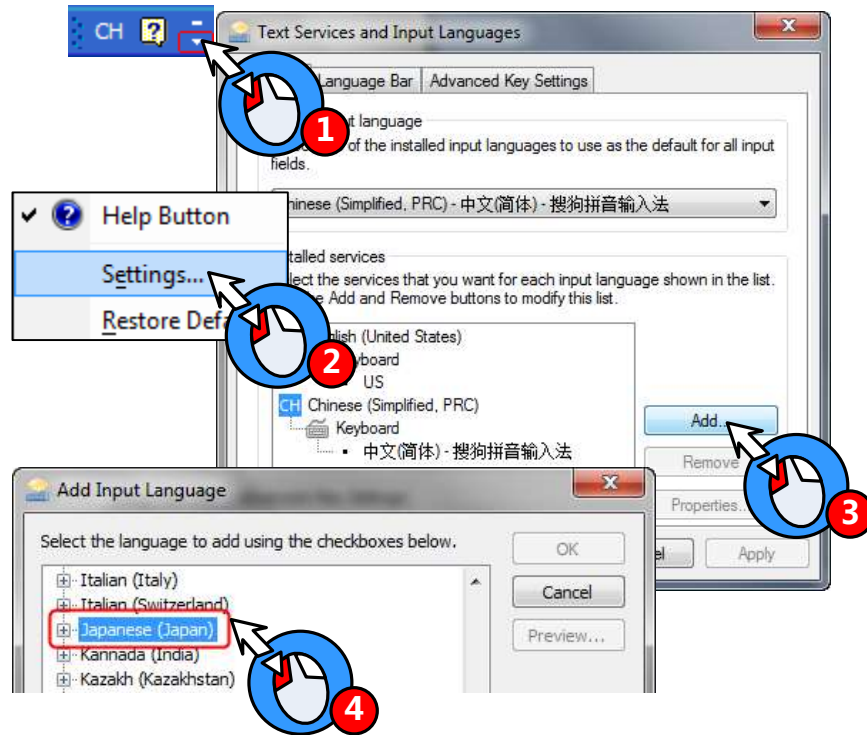 CH
Text Services and Input Languages
Language Bar
Advanced Key Settings
1
language
of the installed input languages to use as the default for all input
fields.
Chinese (Simplified, PRC) - 中文(简体) - 搜狗拼音输入法
Help Button
Settings...
Restore Def
2
talled services
lect the services that you want for each input language shown in the list.
Add and Remove buttons to modify this list.
lish (United States)
board
US
CH Chinese (Simplified, PRC)
Keyboard
中文(简体) - 搜狗拼音输入法
Add...
Remove
Properties...
3
Apply
Add Input Language
Select the language to add using the checkboxes below.
Italian (Italy)
Italian (Switzerland)
Japanese (Japan)
Kannada (India)
Kazakh (Kazakhstan)
OK
Cancel
Preview...
4